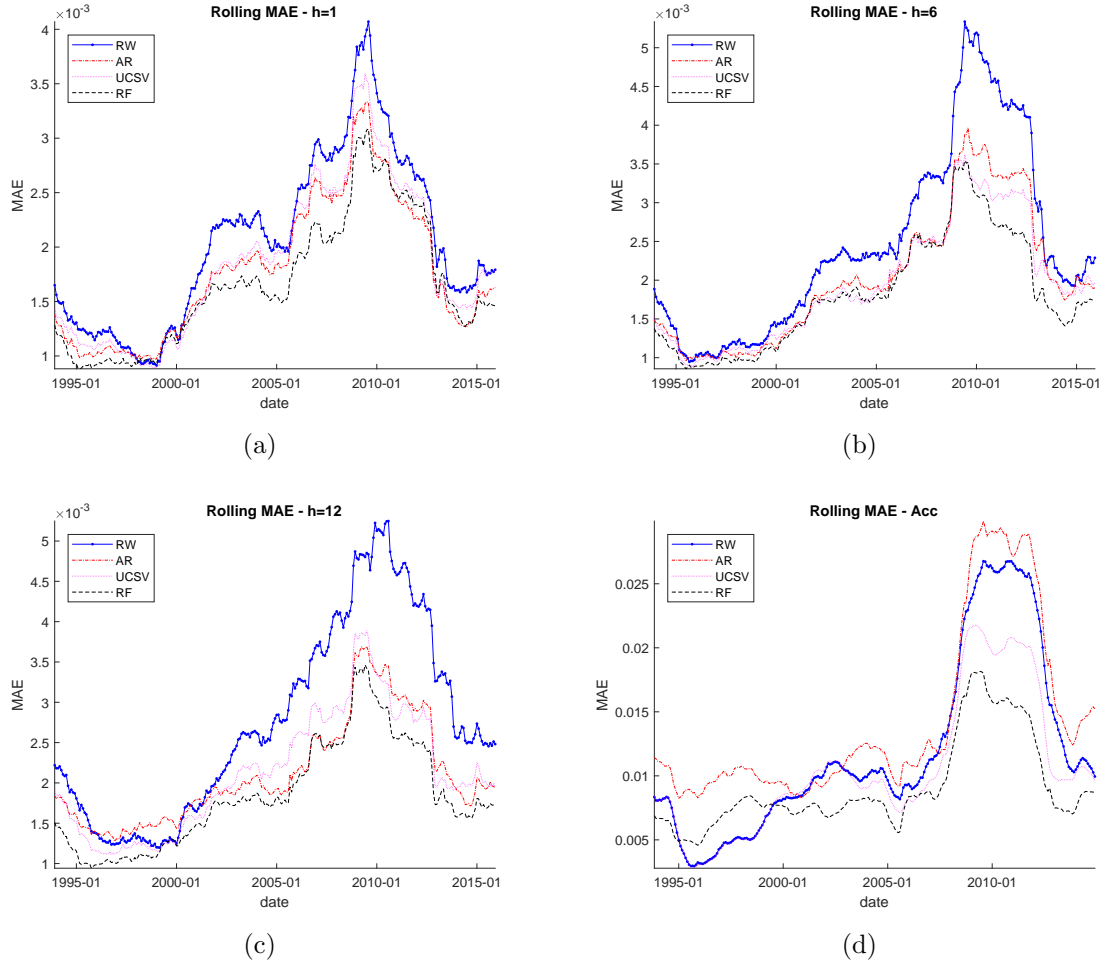 Rolling MAE - h=1
×10⁻³
RW
AR
UCSV
RF
4
3.5
3
2.5
2
1.5
1
MAE
1995-01 2000-01 2005-01 2010-01 2015-01
date
(a)
Rolling MAE - h=6
×10⁻³
RW
AR
UCSV
RF
5
4.5
4
3.5
3
2.5
2
1.5
1
MAE
1995-01 2000-01 2005-01 2010-01 2015-01
date
(b)
Rolling MAE - h=12
×10⁻³
RW
AR
UCSV
RF
5
4.5
4
3.5
3
2.5
2
1.5
1
MAE
1995-01 2000-01 2005-01 2010-01 2015-01
date
(c)
Rolling MAE - Acc
RW
AR
UCSV
RF
0.025
0.02
0.015
0.01
0.005
MAE
1995-01 2000-01 2005-01 2010-01
date
(d)